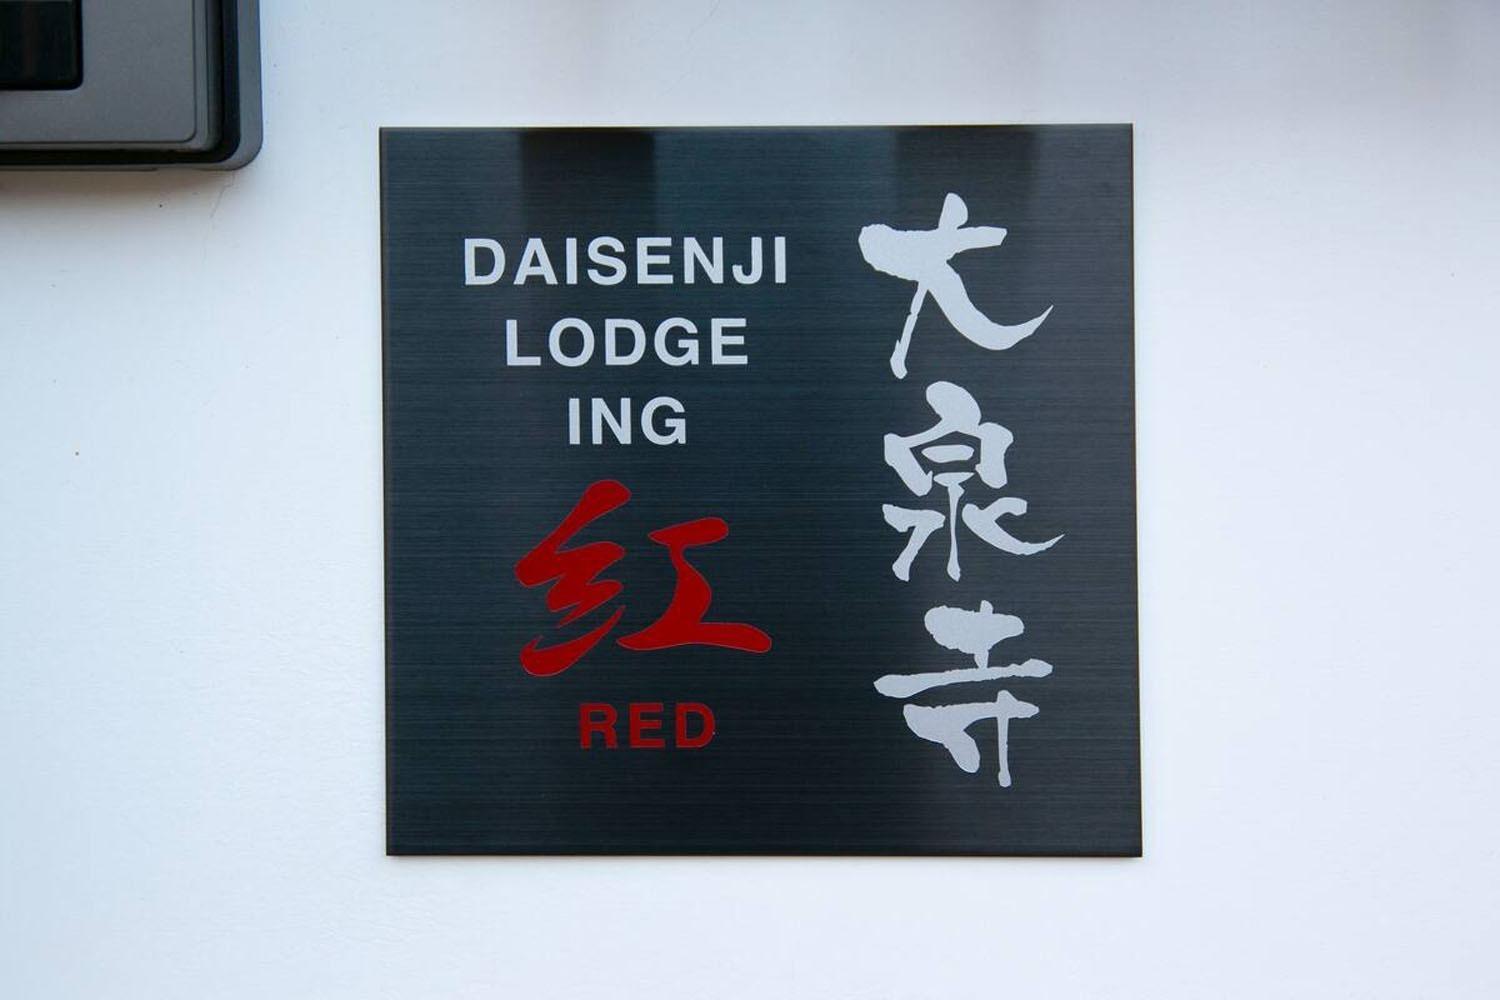 大泉寺
DAISENJI
LODGE
ING
紅
RED